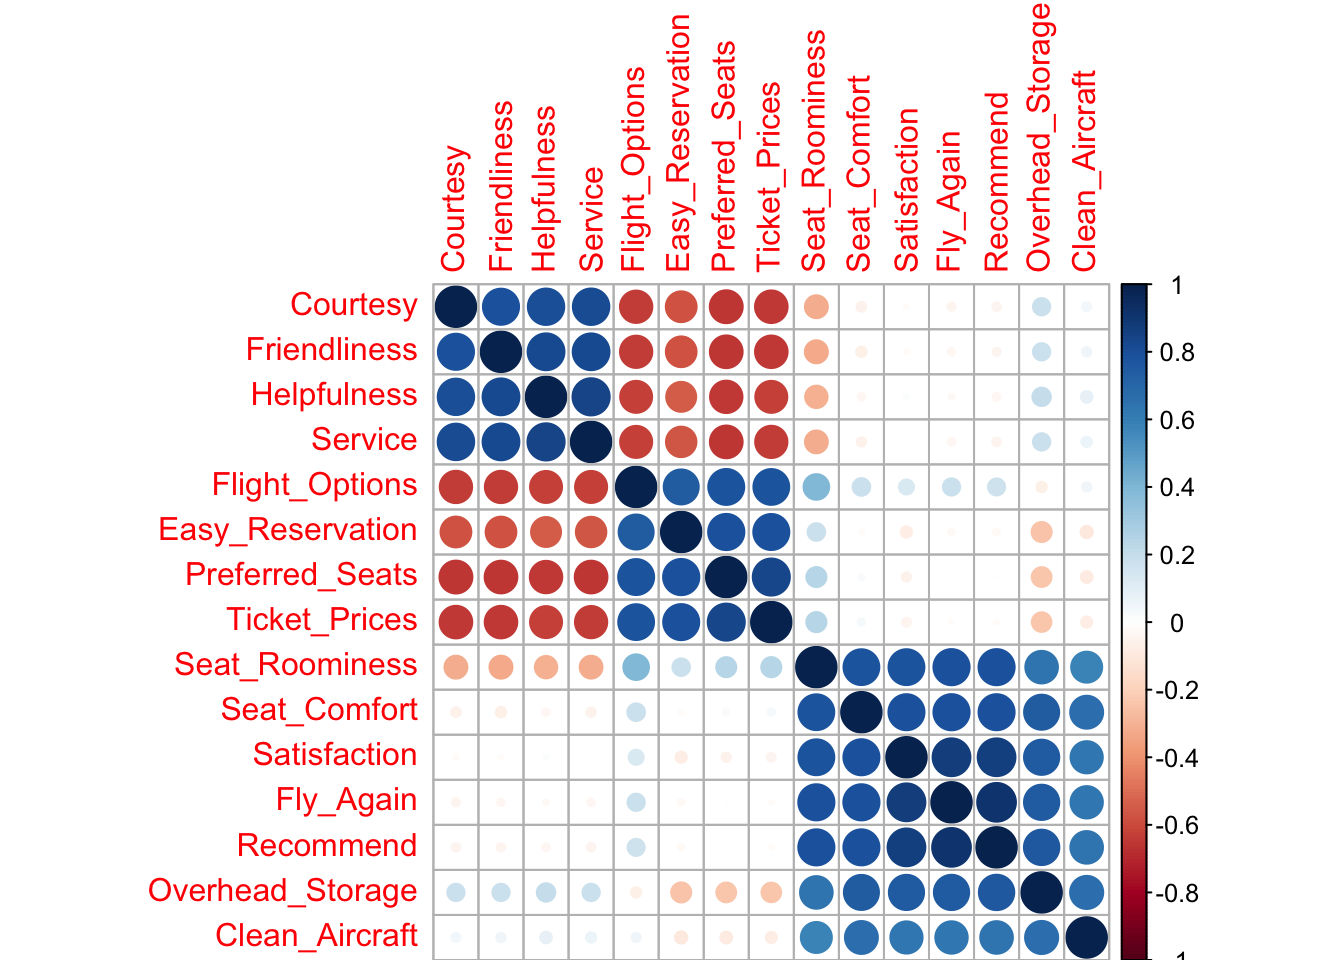 Courtesy
Friendliness
Helpfulness
Service
Flight_Options
Easy_Reservation
Preferred_Seats
Ticket_Prices
Seat_Roominess
Seat_Comfort
Satisfaction
Fly_Again
Recommend
Overhead_Storage
Clean_Aircraft
Courtesy
Friendliness
Helpfulness
Service
Flight_Options
Easy_Reservation
Preferred_Seats
Ticket_Prices
Seat_Roominess
Seat_Comfort
Satisfaction
Fly_Again
Recommend
Overhead_Storage
Clean_Aircraft
1
0.8
0.6
0.4
0.2
0
-0.2
-0.4
-0.6
-0.8
-1